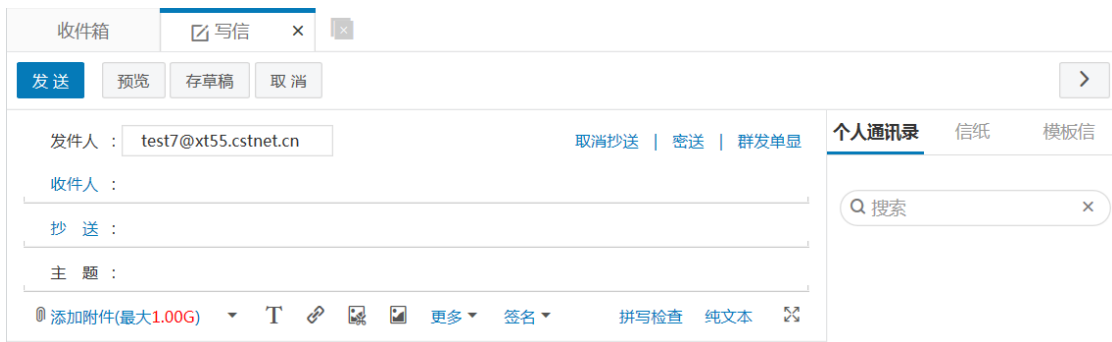 收件箱 写信
发送 预览 存草稿 取消
发件人 : test7@xt55.cstnet.cn 取消抄送 | 密送 | 群发单显
收件人 :
抄 送 :
主 题 :
添加附件(最大1.00G) T 更多 签名 拼写检查 纯文本
个人通讯录 信纸 模板信
搜索